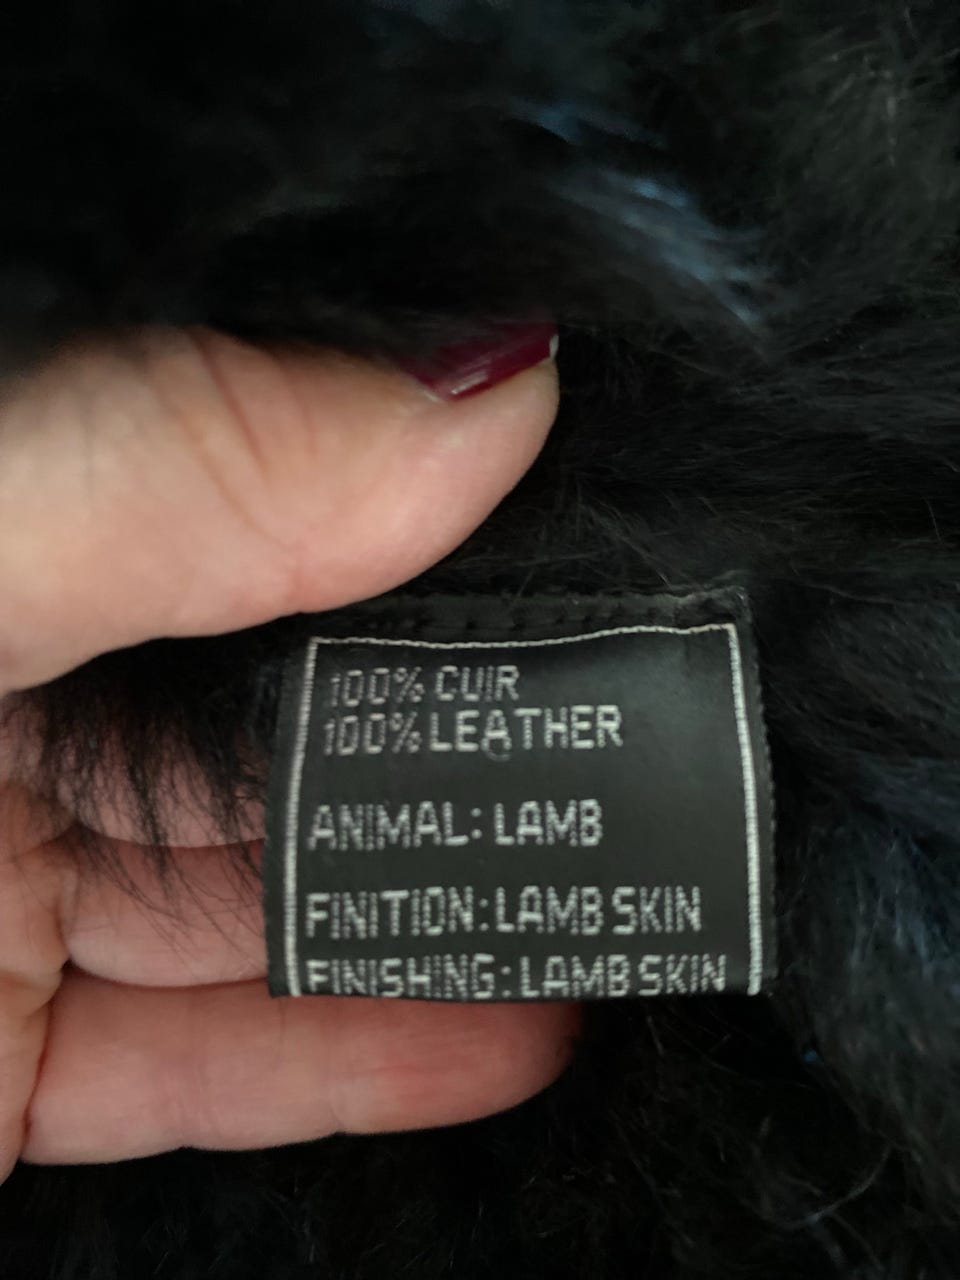 100% CUIR
100% LEATHER
ANIMAL: LAMB
FINITION: LAMB SKIN
FINISHING: LAMB SKIN